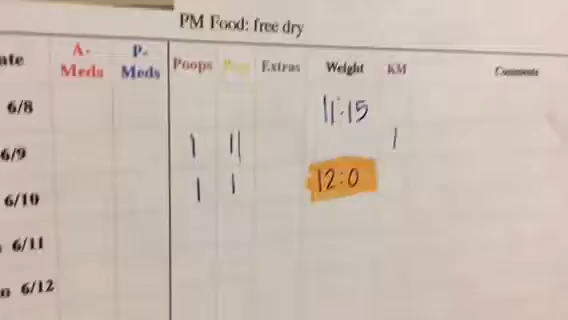 PM Food: free dry
ate A-Meds P-Meds Poops Pee Extras Weight KM Comments
6/8 11:15
6/9 1 11 1
6/10 1 1 12:0
6/11
6/12